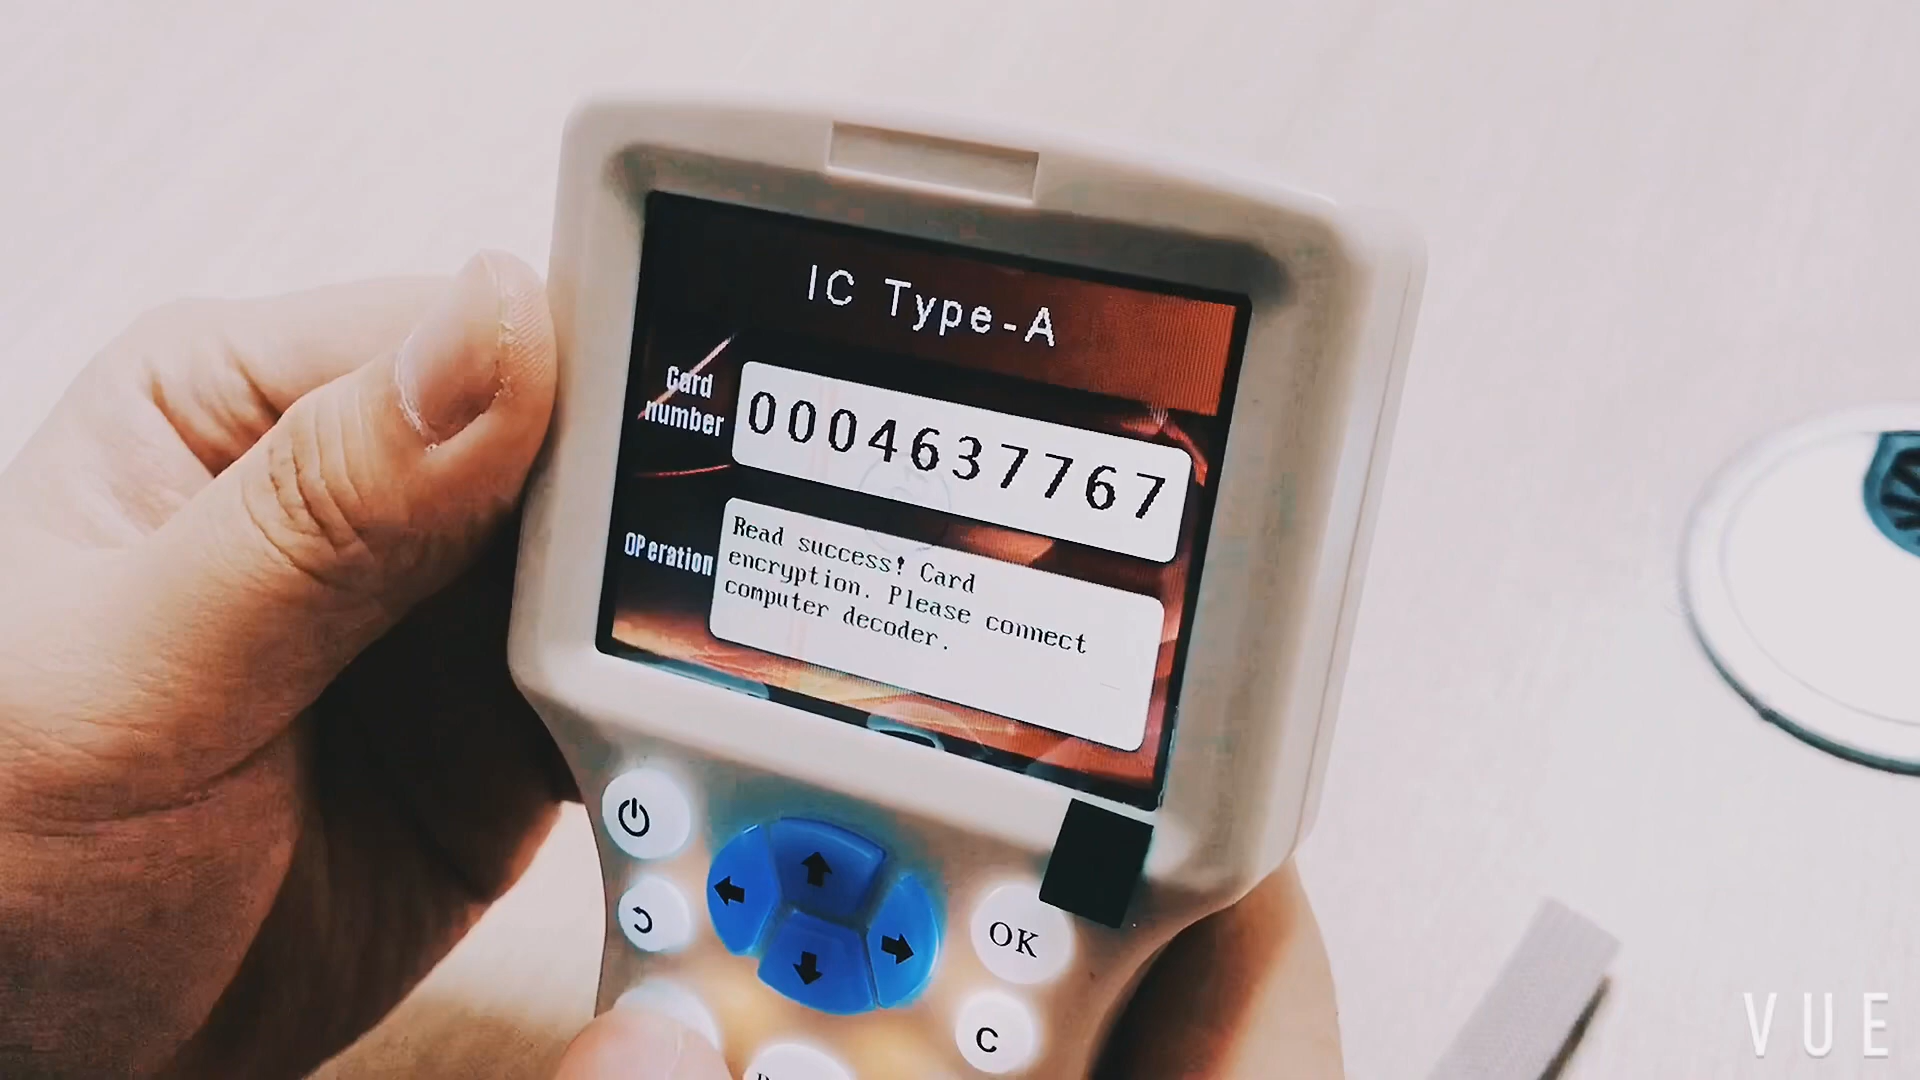 IC Type-A
Card
number
0004637767
OPeration
Read success! Card
encryption. Please connect
computer decoder.
OK
C
VUE